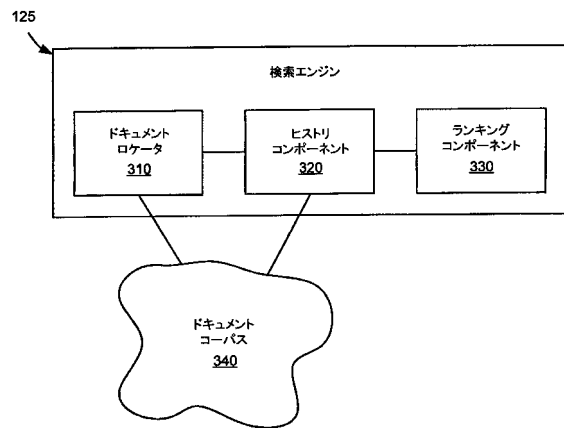 125
検索エンジン
ドキュメント
ロケータ
310
ヒストリ
コンポーネント
320
ランキング
コンポーネント
330
ドキュメント
コーパス
340